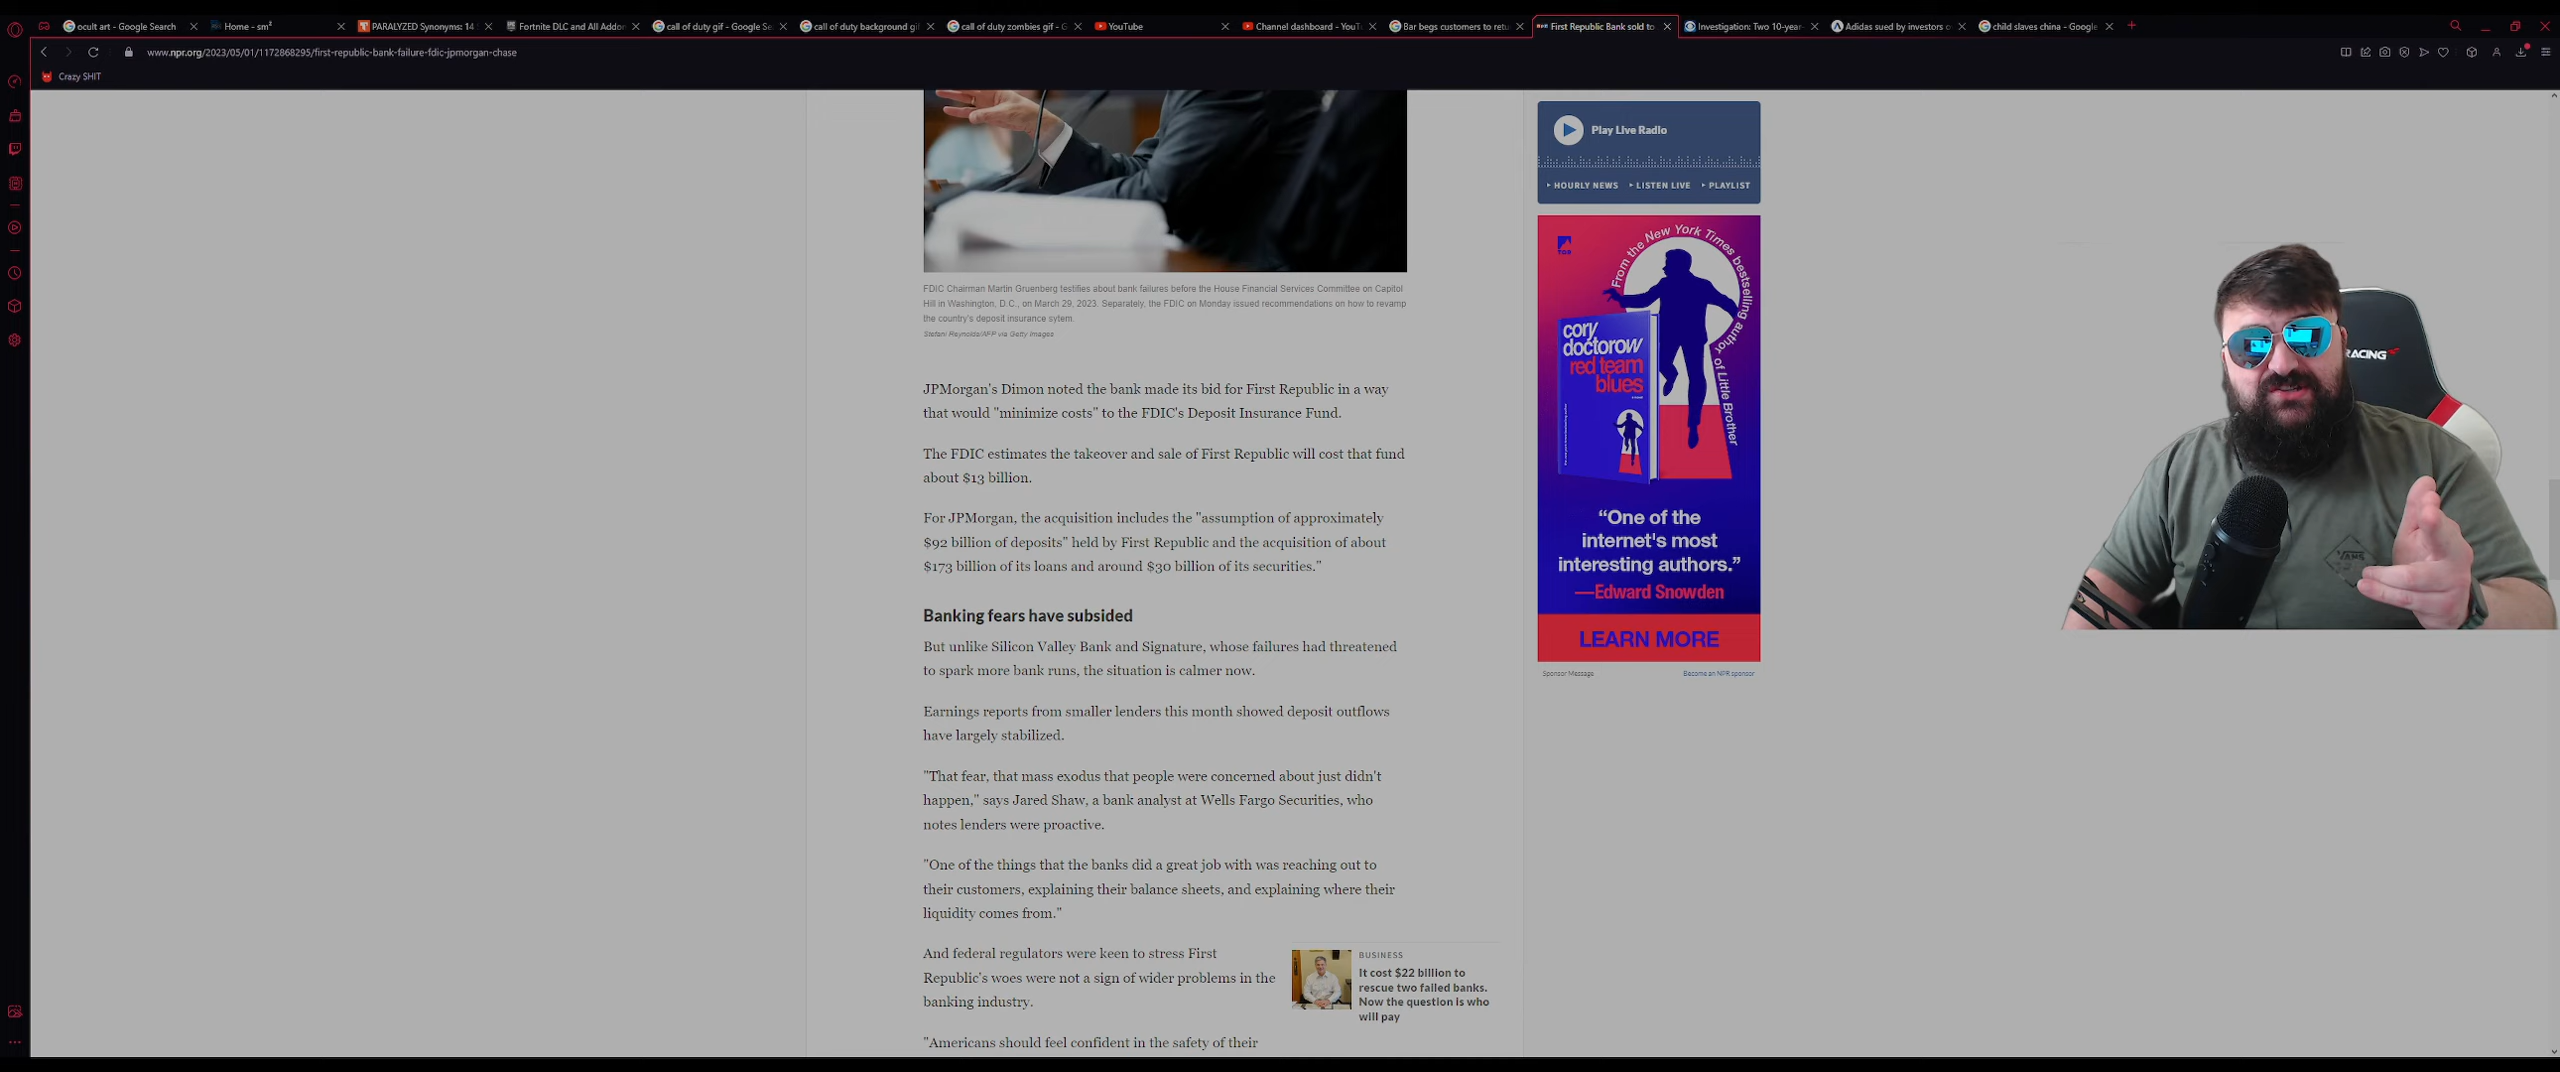 ocult art - Google Search
Home - sm²
PARALYZED Synonyms: 14
Fortnite DLC and All Addon
call of duty gif - Google Se
call of duty background gif
call of duty zombies gif - G
YouTube
Channel dashboard - YouT
Bar begs customers to retu
npr First Republic Bank sold to
Investigation: Two 10-year-
Adidas sued by investors o
child slaves china - Google
www.npr.org/2023/05/01/1172868295/first-republic-bank-failure-fdic-jpmorgan-chase
Crazy SHIT
FDIC Chairman Martin Gruenberg testifies about bank failures before the House Financial Services Committee on Capitol
Hill in Washington, D.C., on March 29, 2023. Separately, the FDIC on Monday issued recommendations on how to revamp
the country's deposit insurance sytem.
Stefani Reynolds/AFP via Getty Images
JPMorgan's Dimon noted the bank made its bid for First Republic in a way
that would "minimize costs" to the FDIC's Deposit Insurance Fund.
The FDIC estimates the takeover and sale of First Republic will cost that fund
about $13 billion.
For JPMorgan, the acquisition includes the "assumption of approximately
$92 billion of deposits" held by First Republic and the acquisition of about
$173 billion of its loans and around $30 billion of its securities."
Banking fears have subsided
But unlike Silicon Valley Bank and Signature, whose failures had threatened
to spark more bank runs, the situation is calmer now.
Earnings reports from smaller lenders this month showed deposit outflows
have largely stabilized.
"That fear, that mass exodus that people were concerned about just didn't
happen," says Jared Shaw, a bank analyst at Wells Fargo Securities, who
notes lenders were proactive.
"One of the things that the banks did a great job with was reaching out to
their customers, explaining their balance sheets, and explaining where their
liquidity comes from."
And federal regulators were keen to stress First
Republic's woes were not a sign of wider problems in the
banking industry.
"Americans should feel confident in the safety of their
BUSINESS
It cost $22 billion to
rescue two failed banks.
Now the question is who
will pay
Play Live Radio
HOURLY NEWS LISTEN LIVE PLAYLIST
TOR
From the New York Times bestselling author of Little Brother
cory
doctorow
red team
blues
"One of the
internet's most
interesting authors."
—Edward Snowden
LEARN MORE
Sponsor Message
Become an NPR sponsor
RACING
VANS